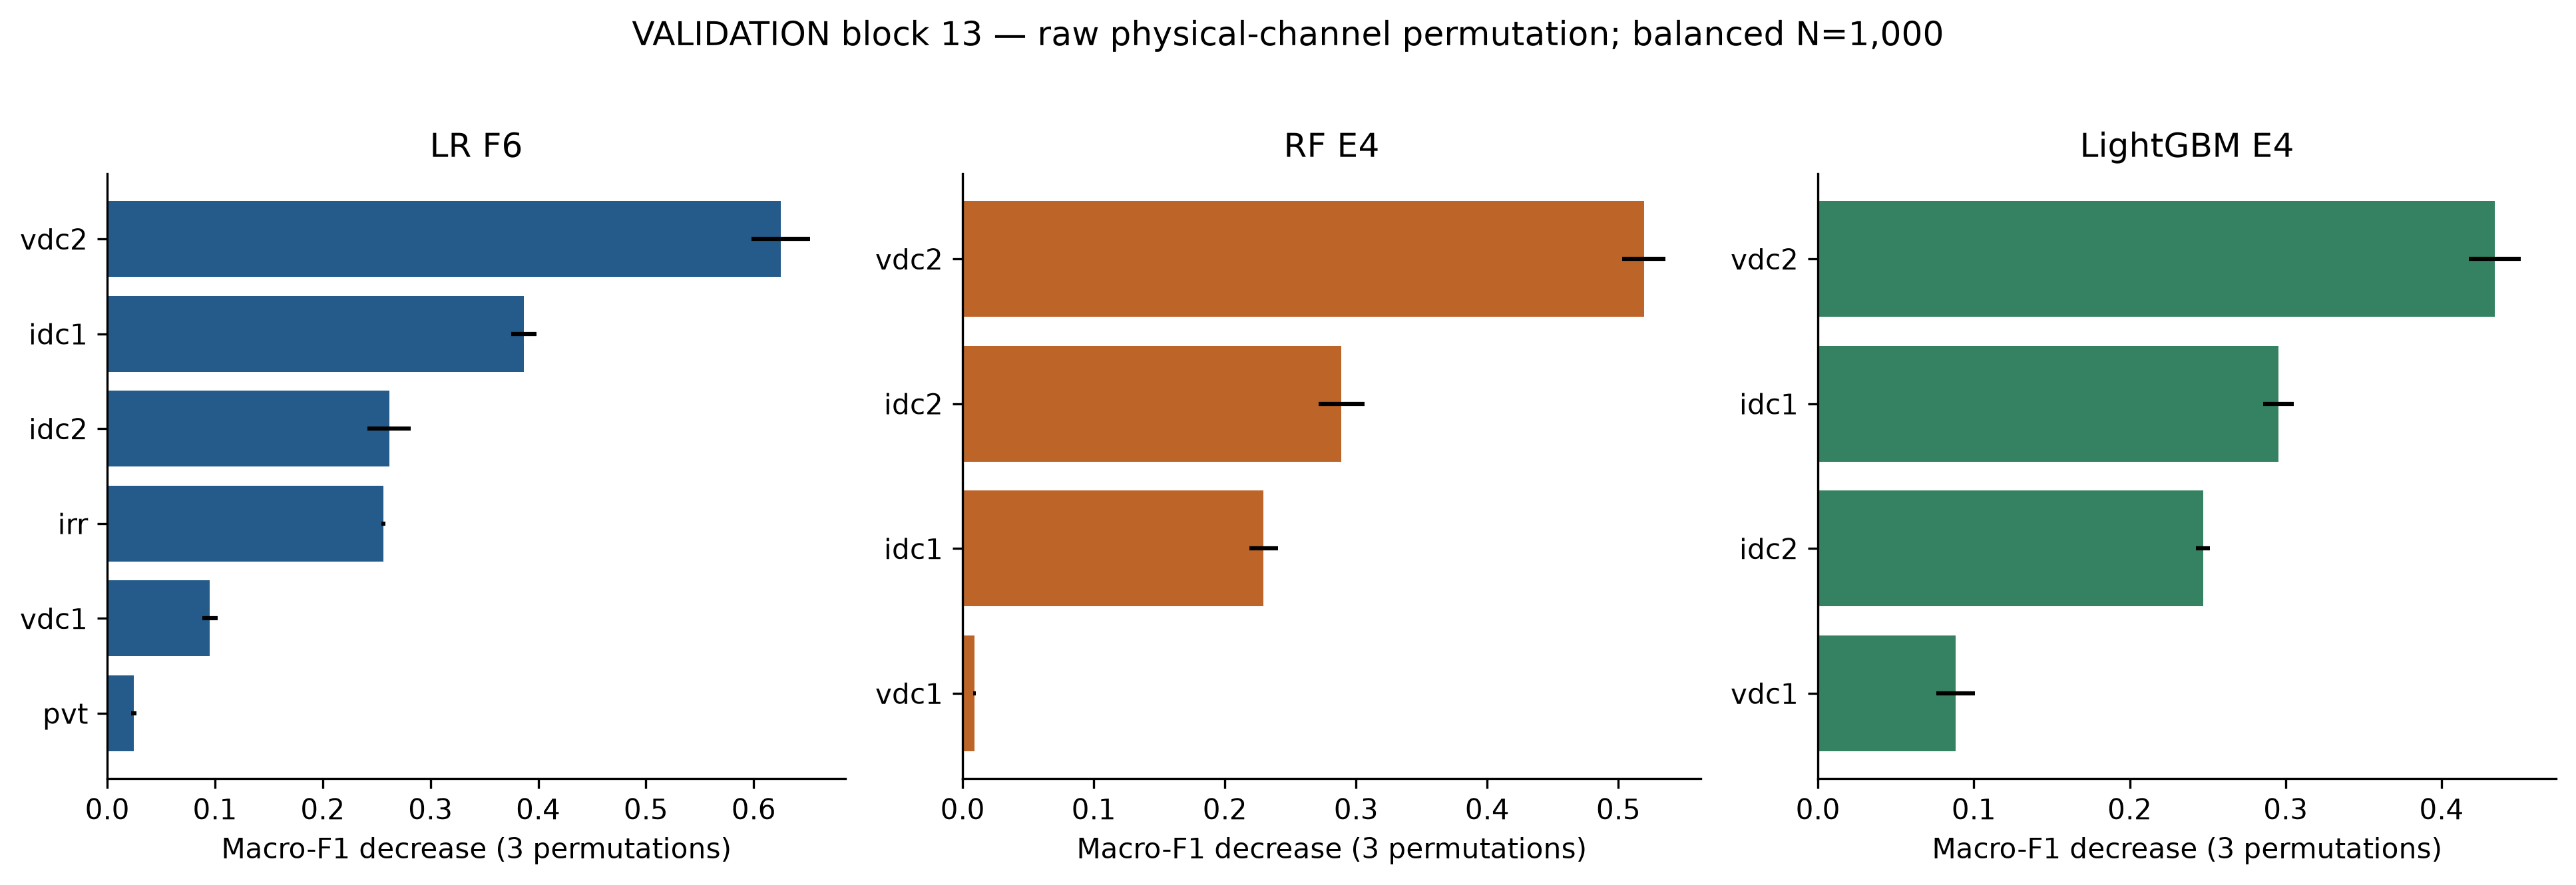 VALIDATION block 13 — raw physical-channel permutation; balanced N=1,000
LR F6
vdc2
idc1
idc2
irr
vdc1
pvt
0.0 0.1 0.2 0.3 0.4 0.5 0.6
Macro-F1 decrease (3 permutations)
RF E4
vdc2
idc2
idc1
vdc1
0.0 0.1 0.2 0.3 0.4 0.5
Macro-F1 decrease (3 permutations)
LightGBM E4
vdc2
idc1
idc2
vdc1
0.0 0.1 0.2 0.3 0.4
Macro-F1 decrease (3 permutations)